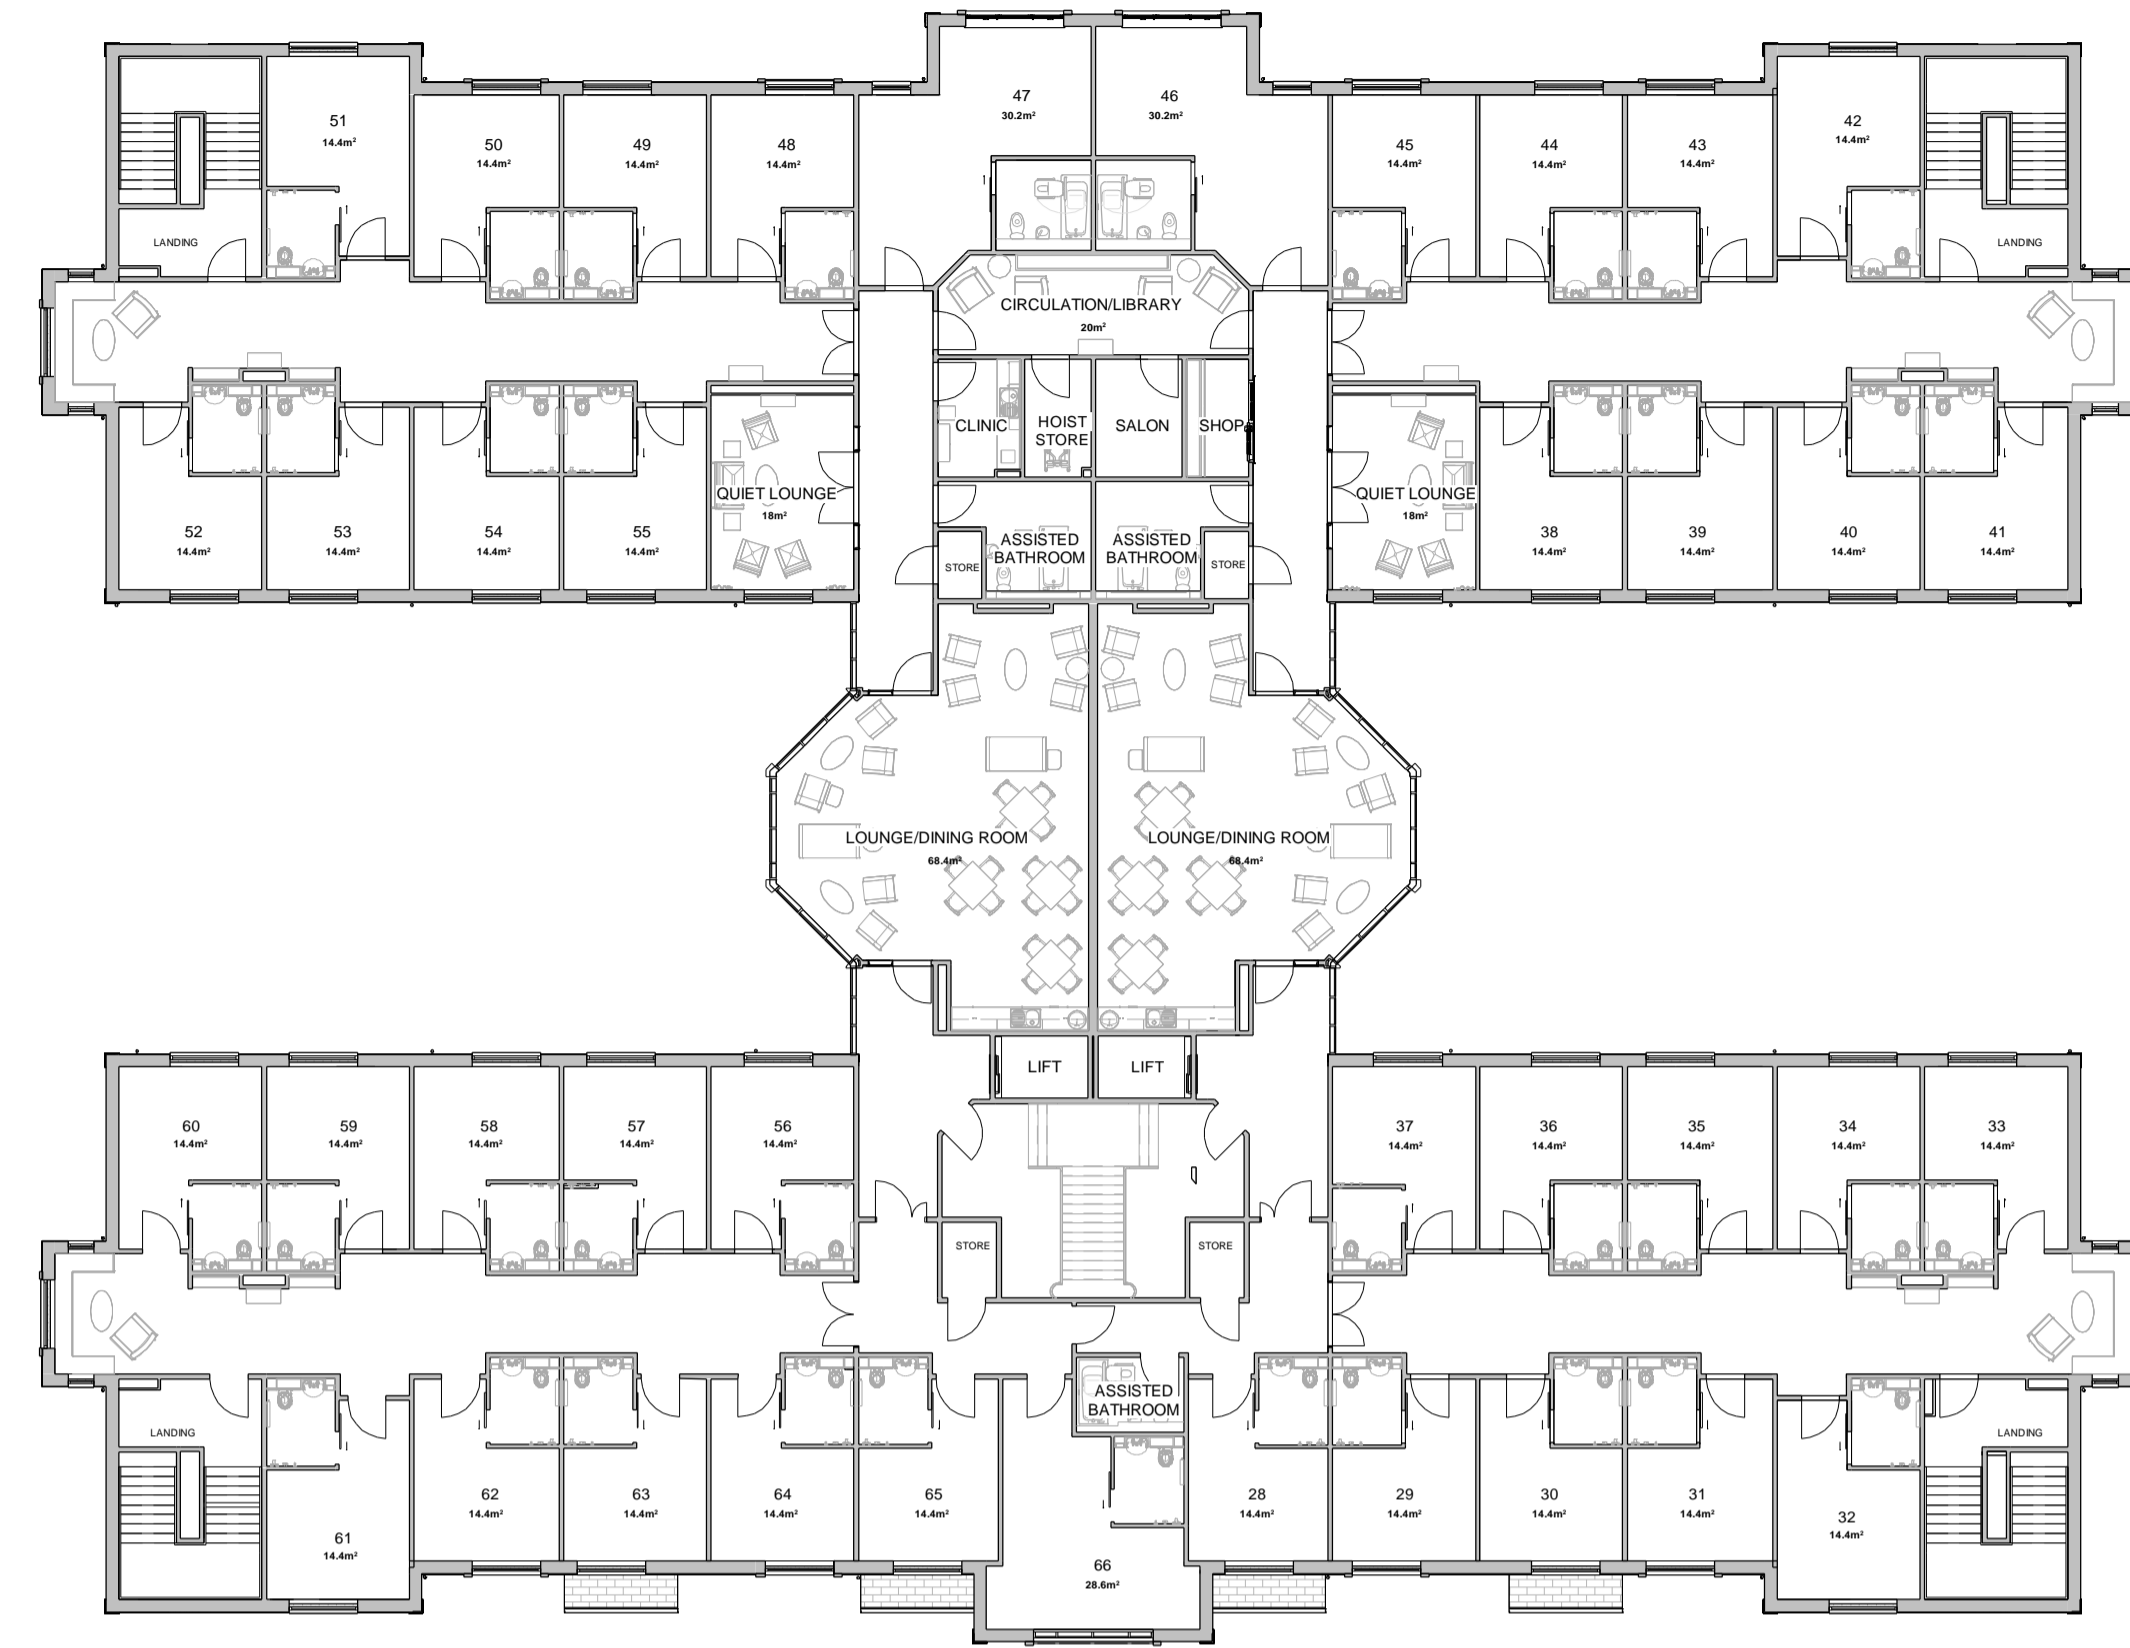 47
30.2m²
46
30.2m²
51
14.4m²
50
14.4m²
49
14.4m²
48
14.4m²
45
14.4m²
44
14.4m²
43
14.4m²
42
14.4m²
LANDING
LANDING
CIRCULATION/LIBRARY
20m²
CLINIC
HOIST
STORE
SALON
SHOP
QUIET LOUNGE
18m²
QUIET LOUNGE
18m²
52
14.4m²
53
14.4m²
54
14.4m²
55
14.4m²
STORE
ASSISTED
BATHROOM
ASSISTED
BATHROOM
STORE
38
14.4m²
39
14.4m²
40
14.4m²
41
14.4m²
LOUNGE/DINING ROOM
68.4m²
LOUNGE/DINING ROOM
68.4m²
LIFT
LIFT
60
14.4m²
59
14.4m²
58
14.4m²
57
14.4m²
56
14.4m²
37
14.4m²
36
14.4m²
35
14.4m²
34
14.4m²
33
14.4m²
STORE
STORE
ASSISTED
BATHROOM
LANDING
LANDING
61
14.4m²
62
14.4m²
63
14.4m²
64
14.4m²
65
14.4m²
66
28.6m²
28
14.4m²
29
14.4m²
30
14.4m²
31
14.4m²
32
14.4m²